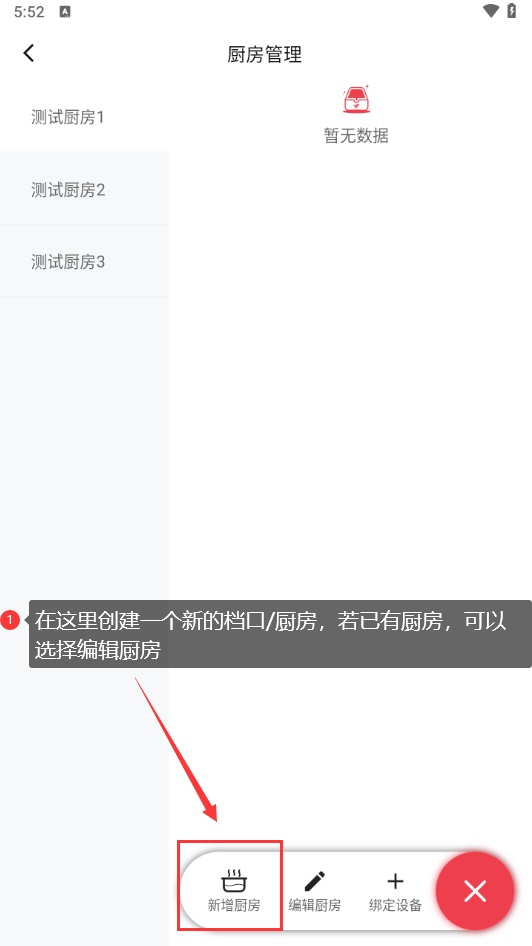 5:52
A
厨房管理
测试厨房1
测试厨房2
测试厨房3
暂无数据
1
在这里创建一个新的档口/厨房，若已有厨房，可以
选择编辑厨房
新增厨房
编辑厨房
绑定设备